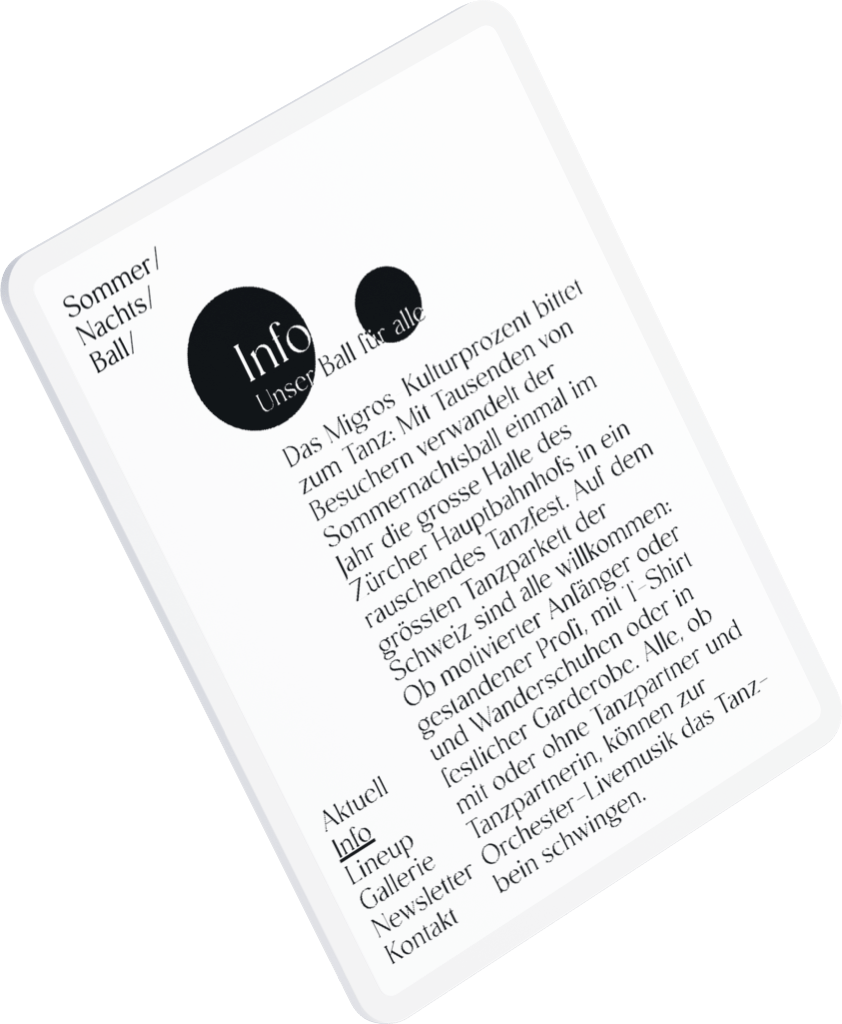 Sommer/
Nachts/
Ball/
Info
Unser Ball für alle
Das Migros Kulturprozent bittet
zum Tanz: Mit Tausenden von
Besuchern verwandelt der
Sommernachtsball einmal im
Jahr die grosse Halle des
Zürcher Hauptbahnhofs in ein
rauschendes Tanzfest. Auf dem
grössten Tanzparkett der
Schweiz sind alle willkommen:
Ob motivierter Anfänger oder
gestandener Profi, mit T-Shirt
und Wanderschuhen oder in
festlicher Garderobe. Alle, ob
mit oder ohne Tanzpartner und
Tanzpartnerin, können zur
Orchester-Livemusik das Tanz-
bein schwingen.
Aktuell
Info
Lineup
Gallerie
Newsletter
Kontakt